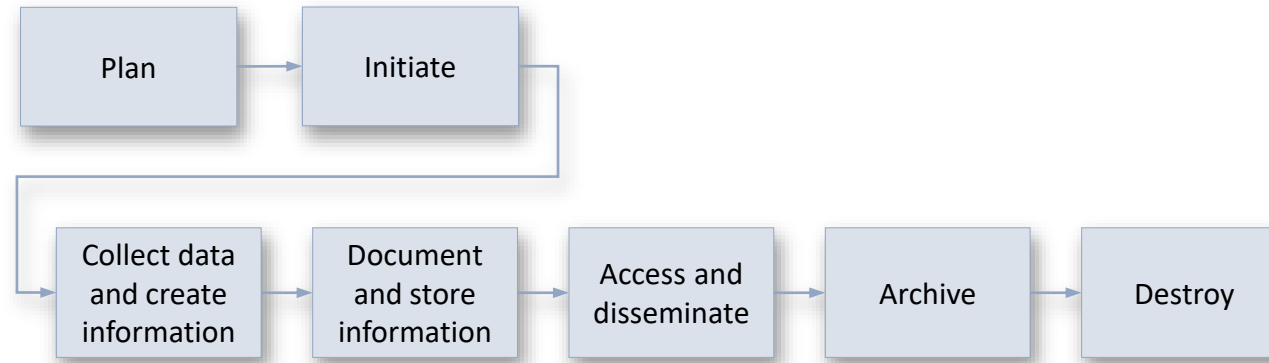 Plan
Initiate
Collect data
and create
information
Document
and store
information
Access and
disseminate
Archive
Destroy